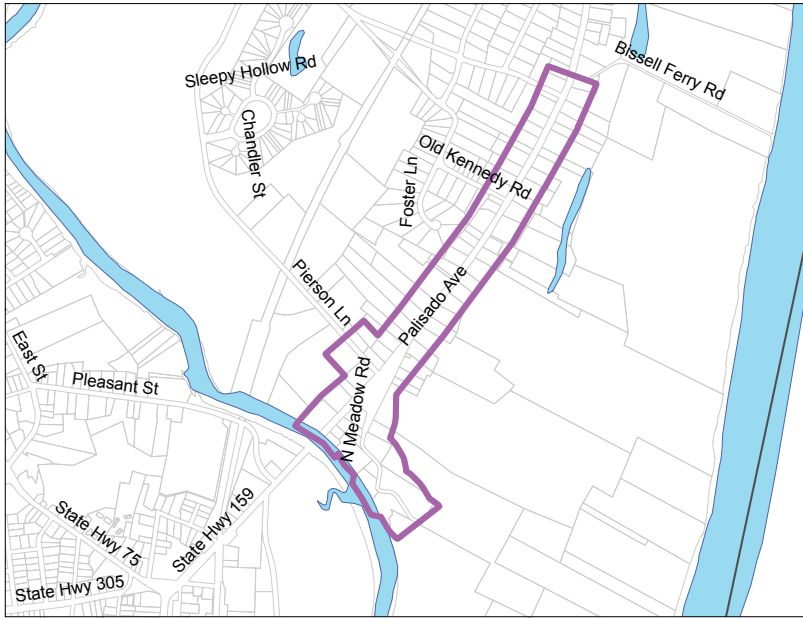 Bissell Ferry Rd
Sleepy Hollow Rd
Chandler St
Old Kennedy Rd
Foster Ln
Pierson Ln
Palisado Ave
East St
Pleasant St
N Meadow Rd
State Hwy 159
State Hwy 75
State Hwy 305